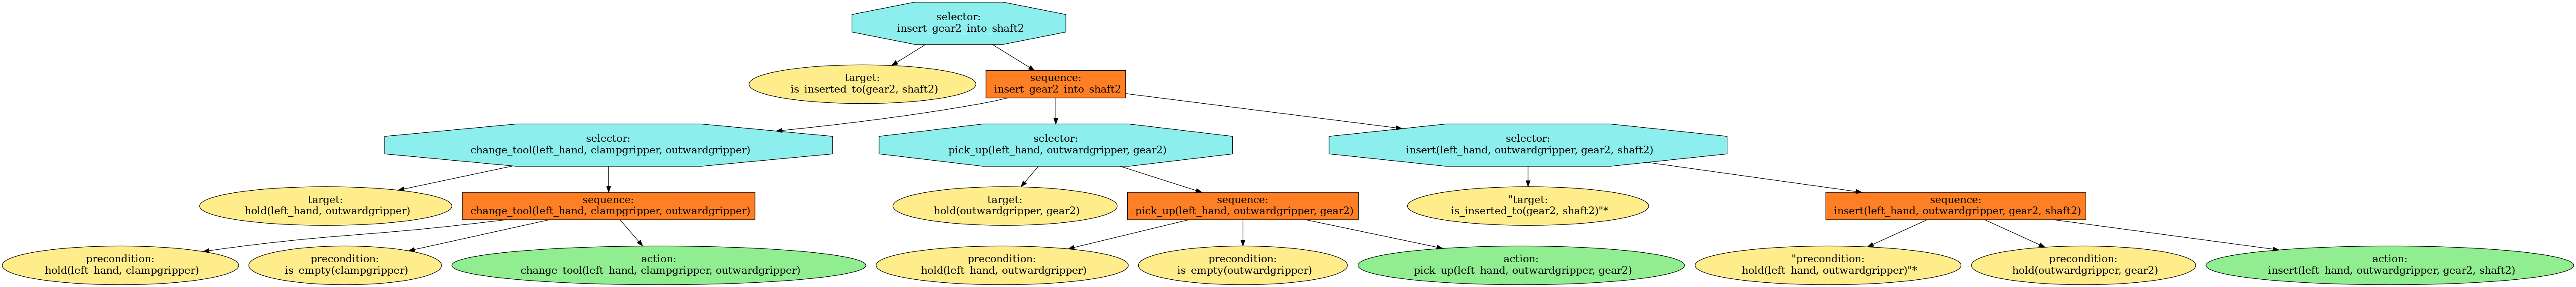 selector:
insert_gear2_into_shaft2
target:
is_inserted_to(gear2, shaft2)
sequence:
insert_gear2_into_shaft2
selector:
change_tool(left_hand, clampgripper, outwardgripper)
selector:
pick_up(left_hand, outwardgripper, gear2)
selector:
insert(left_hand, outwardgripper, gear2, shaft2)
target:
hold(left_hand, outwardgripper)
sequence:
change_tool(left_hand, clampgripper, outwardgripper)
target:
hold(outwardgripper, gear2)
sequence:
pick_up(left_hand, outwardgripper, gear2)
"target:
is_inserted_to(gear2, shaft2)"*
sequence:
insert(left_hand, outwardgripper, gear2, shaft2)
precondition:
hold(left_hand, clampgripper)
precondition:
is_empty(clampgripper)
action:
change_tool(left_hand, clampgripper, outwardgripper)
precondition:
hold(left_hand, outwardgripper)
precondition:
is_empty(outwardgripper)
action:
pick_up(left_hand, outwardgripper, gear2)
"precondition:
hold(left_hand, outwardgripper)"*
precondition:
hold(outwardgripper, gear2)
action:
insert(left_hand, outwardgripper, gear2, shaft2)